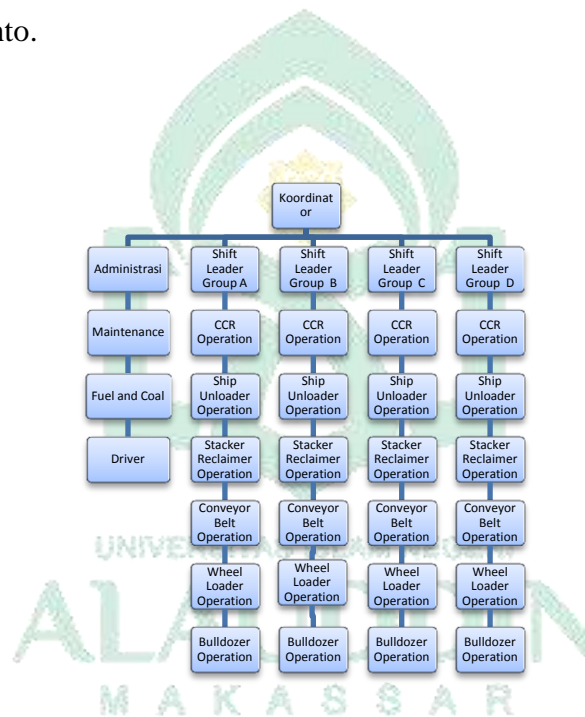 nto.
Koordinat
or
Administrasi
Shift
Leader
Group A
Shift
Leader
Group B
Shift
Leader
Group C
Shift
Leader
Group D
Maintenance
CCR
Operation
CCR
Operation
CCR
Operation
CCR
Operation
Fuel and Coal
Ship
Unloader
Operation
Ship
Unloader
Operation
Ship
Unloader
Operation
Ship
Unloader
Operation
Driver
Stacker
Reclaimer
Operation
Stacker
Reclaimer
Operation
Stacker
Reclaimer
Operation
Stacker
Reclaimer
Operation
Conveyor
Belt
Operation
Conveyor
Belt
Operation
Conveyor
Belt
Operation
Conveyor
Belt
Operation
Wheel
Loader
Operation
Wheel
Loader
Operation
Wheel
Loader
Operation
Wheel
Loader
Operation
Bulldozer
Operation
Bulldozer
Operation
Bulldozer
Operation
Bulldozer
Operation
MAKASSAR